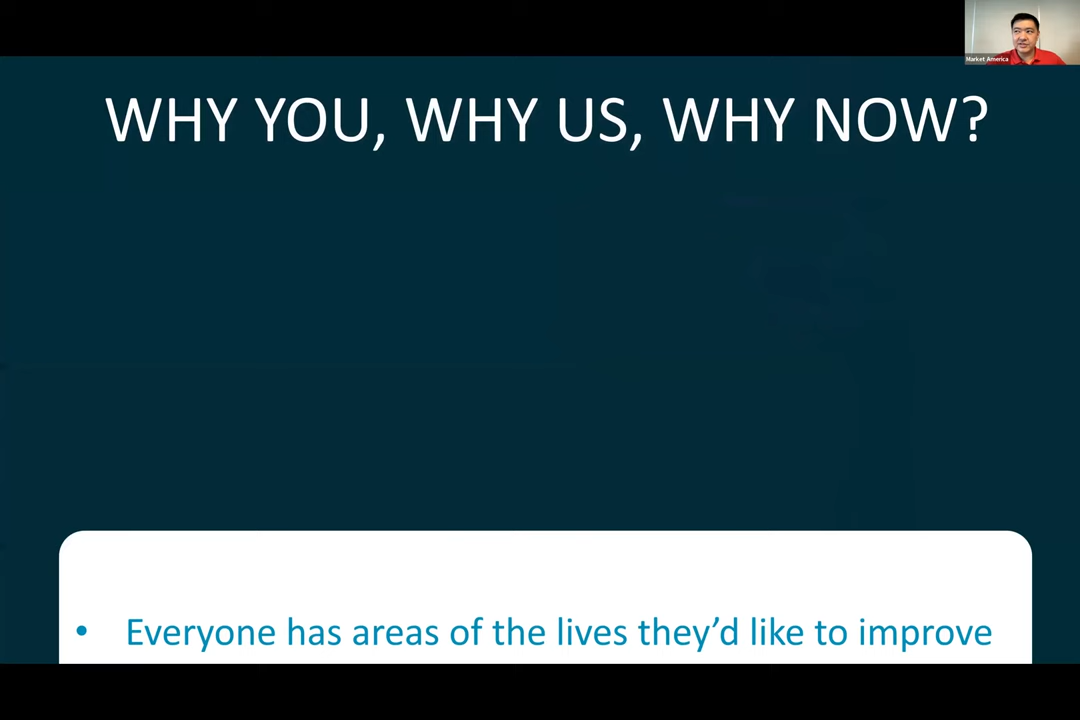 Market America
WHY YOU, WHY US, WHY NOW?
• Everyone has areas of the lives they’d like to improve